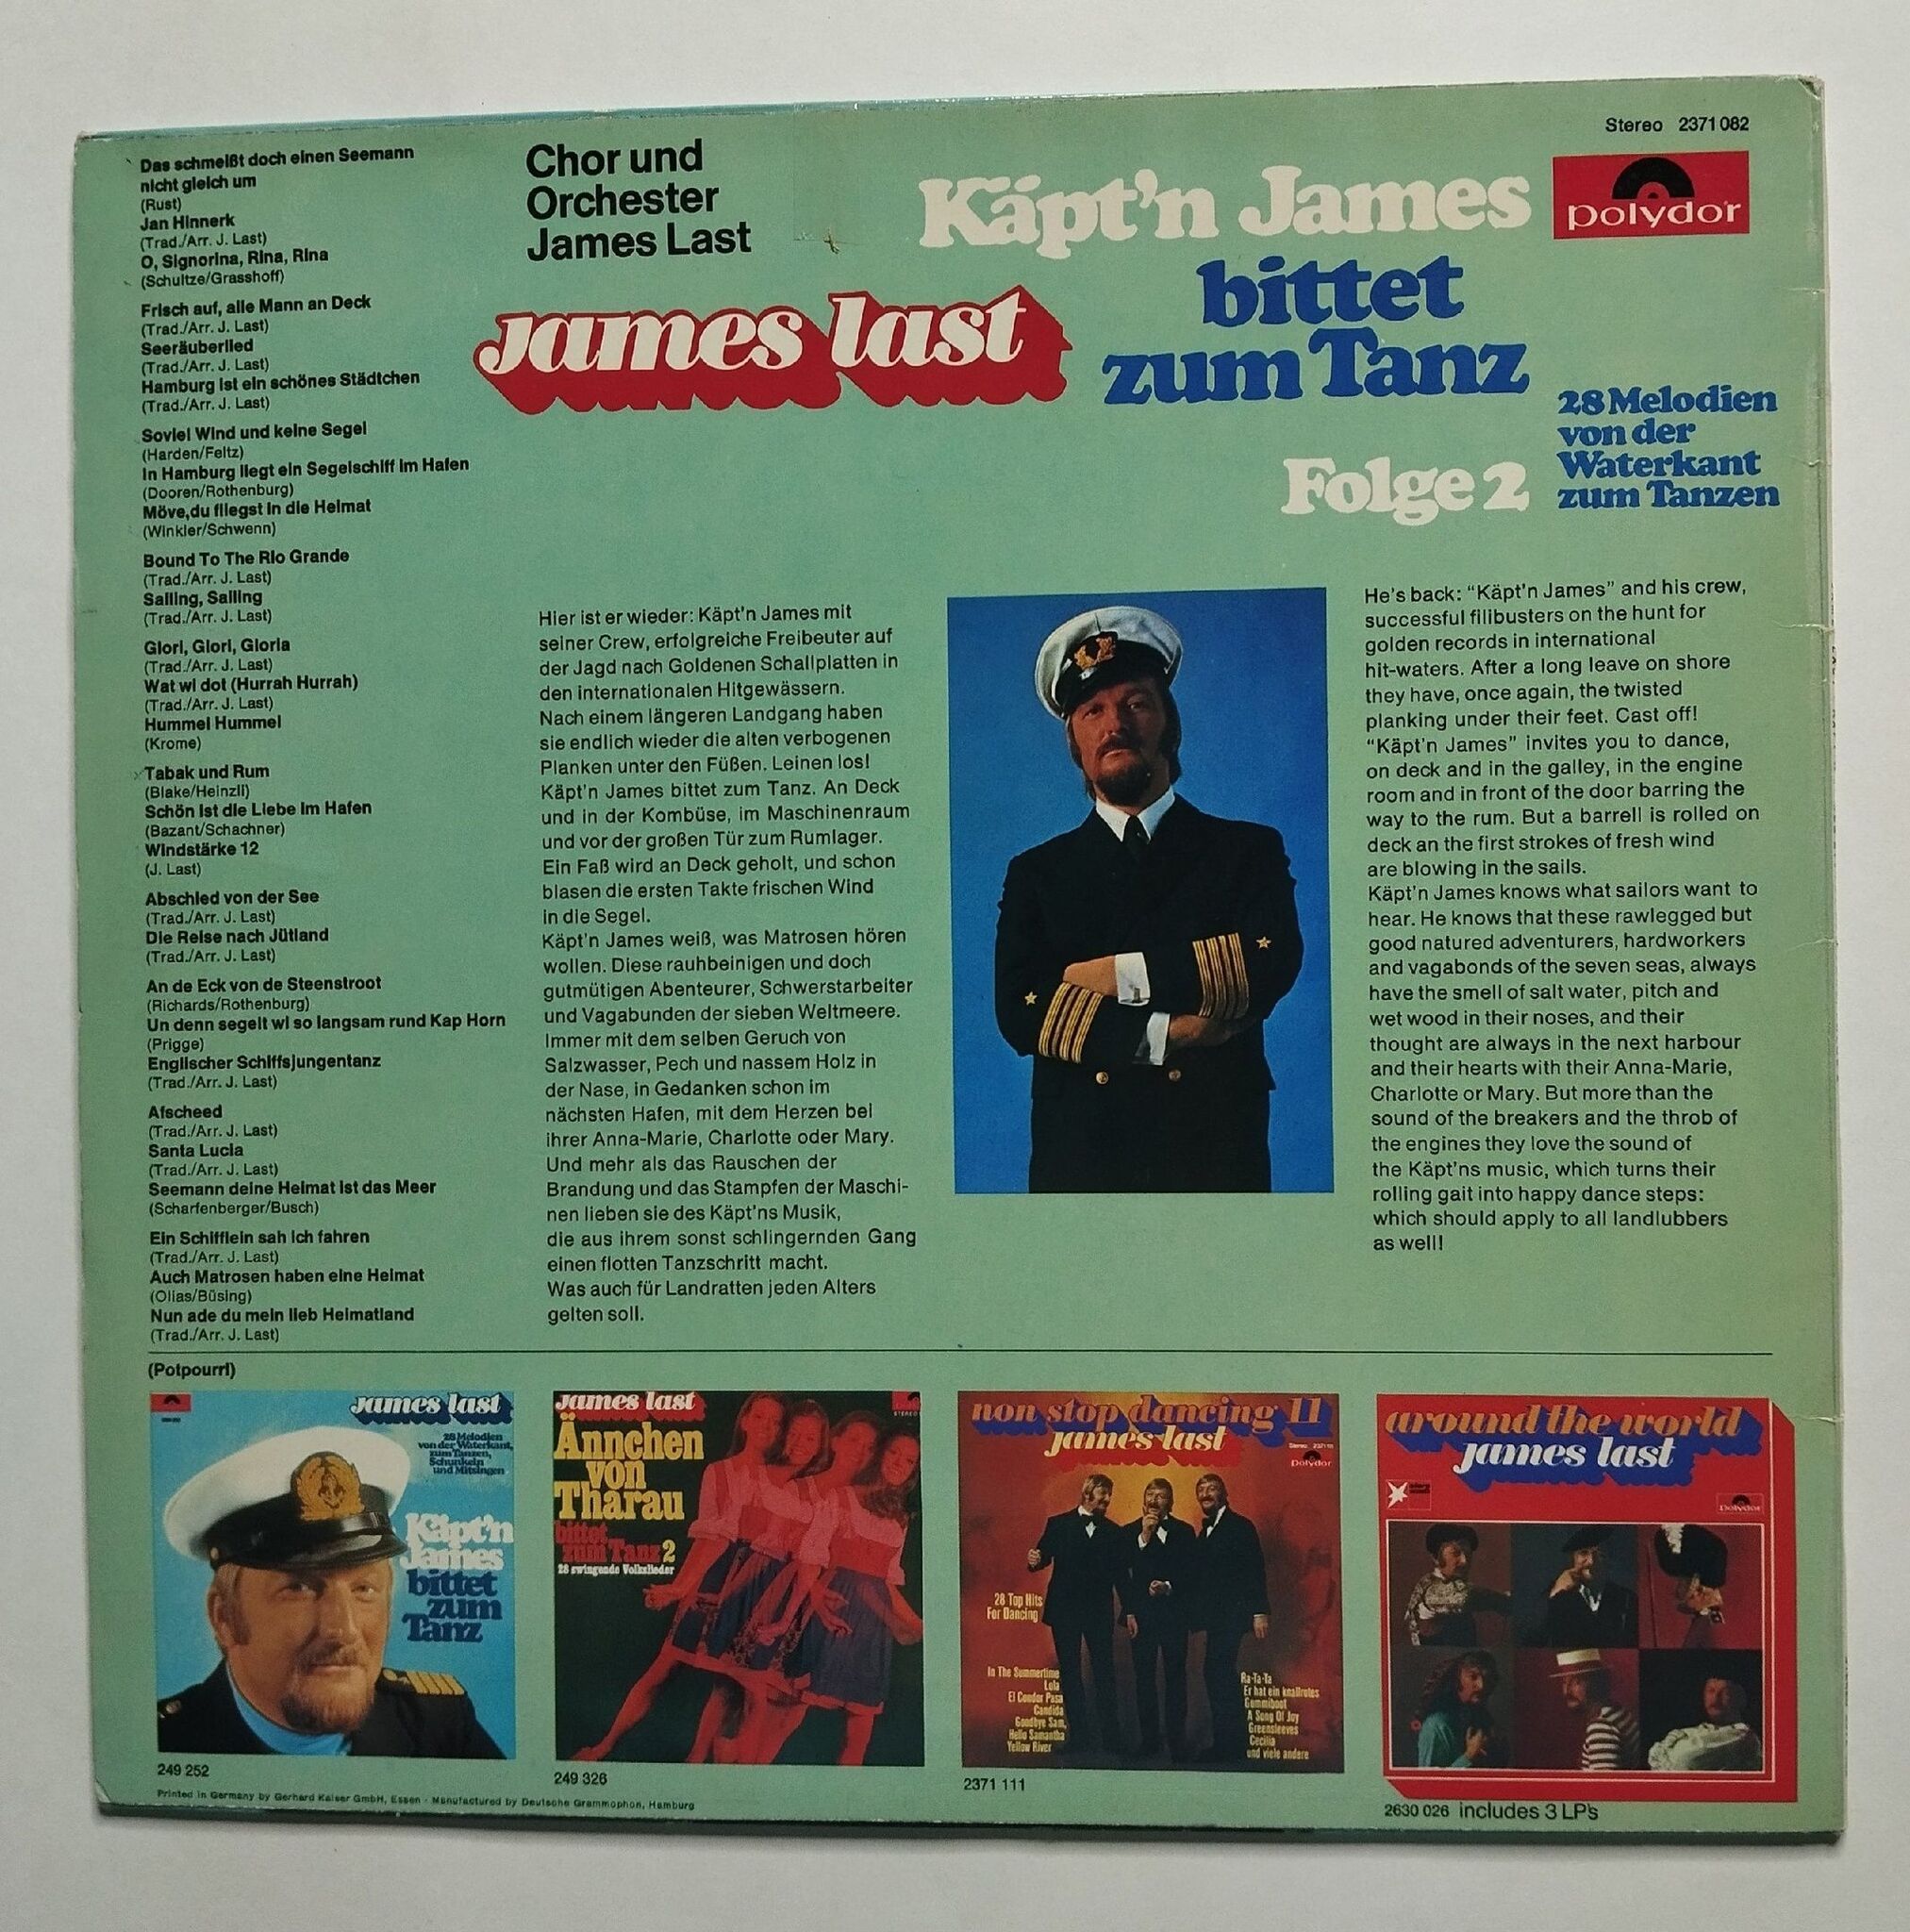 Stereo 2371 082
polydor
Chor und
Orchester
James Last
james last
Käpt'n James
bittet
zum Tanz
Folge 2
28 Melodien
von der
Waterkant
zum Tanzen
Das schmeißt doch einen Seemann
nicht gleich um
(Rust)
Jan Hinnerk
(Trad./Arr. J. Last)
O, Signorina, Rina, Rina
(Schultze/Grasshoff)
Frisch auf, alle Mann an Deck
(Trad./Arr. J. Last)
Seeräuberlied
(Trad./Arr. J. Last)
Hamburg ist ein schönes Städtchen
(Trad./Arr. J. Last)
Soviel Wind und keine Segel
(Harden/Feltz)
In Hamburg liegt ein Segelschiff im Hafen
(Dooren/Rothenburg)
Möve,du fliegst in die Heimat
(Winkler/Schwenn)
Bound To The Rio Grande
(Trad./Arr. J. Last)
Sailing, Sailing
(Trad./Arr. J. Last)
Glori, Glori, Gloria
(Trad./Arr. J. Last)
Wat wi dot (Hurrah Hurrah)
(Trad./Arr. J. Last)
Hummel Hummel
(Krome)
Tabak und Rum
(Blake/Heinzli)
Schön ist die Liebe im Hafen
(Bazant/Schachner)
Windstärke 12
(J. Last)
Abschied von der See
(Trad./Arr. J. Last)
Die Reise nach Jütland
(Trad./Arr. J. Last)
An de Eck von de Steenstroot
(Richards/Rothenburg)
Un denn segelt wi so langsam rund Kap Horn
(Prigge)
Englischer Schiffsjungentanz
(Trad./Arr. J. Last)
Afscheed
(Trad./Arr. J. Last)
Santa Lucia
(Trad./Arr. J. Last)
Seemann deine Heimat ist das Meer
(Scharfenberger/Busch)
Ein Schifflein sah ich fahren
(Trad./Arr. J. Last)
Auch Matrosen haben eine Heimat
(Olias/Büsing)
Nun ade du mein lieb Heimatland
(Trad./Arr. J. Last)
(Potpourri)
Hier ist er wieder: Käpt'n James mit
seiner Crew, erfolgreiche Freibeuter auf
der Jagd nach Goldenen Schallplatten in
den internationalen Hitgewässern.
Nach einem längeren Landgang haben
sie endlich wieder die alten verbogenen
Planken unter den Füßen. Leinen los!
Käpt'n James bittet zum Tanz. An Deck
und in der Kombüse, im Maschinenraum
und vor der großen Tür zum Rumlager.
Ein Faß wird an Deck geholt, und schon
blasen die ersten Takte frischen Wind
in die Segel.
Käpt'n James weiß, was Matrosen hören
wollen. Diese rauhbeinigen und doch
gutmütigen Abenteurer, Schwerstarbeiter
und Vagabunden der sieben Weltmeere.
Immer mit dem selben Geruch von
Salzwasser, Pech und nassem Holz in
der Nase, in Gedanken schon im
nächsten Hafen, mit dem Herzen bei
ihrer Anna-Marie, Charlotte oder Mary.
Und mehr als das Rauschen der
Brandung und das Stampfen der Maschi-
nen lieben sie des Käpt'ns Musik,
die aus ihrem sonst schlingernden Gang
einen flotten Tanzschritt macht.
Was auch für Landratten jeden Alters
gelten soll.
He's back: "Käpt'n James" and his crew,
successful filibusters on the hunt for
golden records in international
hit-waters. After a long leave on shore
they have, once again, the twisted
planking under their feet. Cast off!
"Käpt'n James" invites you to dance,
on deck and in the galley, in the engine
room and in front of the door barring the
way to the rum. But a barrell is rolled on
deck an the first strokes of fresh wind
are blowing in the sails.
Käpt'n James knows what sailors want to
hear. He knows that these rawlegged but
good natured adventurers, hardworkers
and vagabonds of the seven seas, always
have the smell of salt water, pitch and
wet wood in their noses, and their
thought are always in the next harbour
and their hearts with their Anna-Marie,
Charlotte or Mary. But more than the
sound of the breakers and the throb of
the engines they love the sound of
the Käpt'ns music, which turns their
rolling gait into happy dance steps:
which should apply to all landlubbers
as well!
james last
28 Melodien
von der Waterkant,
zum Tanzen,
Schunkeln
und Mitsingen
Käpt'n
James
bittet
zum
Tanz
249 252
james last
STEREO
Ännchen
von
Tharau
bittet
zum Tanz 2
28 swingende Volkslieder
249 326
non stop dancing 11
james last
Polydor
28 Top Hits
For Dancing
In The Summertime
Lola
El Condor Pasa
Candida
Goodbye Sam,
Hello Samantha
Yellow River
Ra-Ta-Ta
Er hat ein knallrotes
Gummiboot
A Song Of Joy
Greensleeves
Cecilia
und viele andere
2371 111
around the world
james last
Polydor
2630 026 includes 3 LP's
Printed in Germany by Gerhard Kaiser GmbH, Essen · Manufactured by Deutsche Grammophon, Hamburg